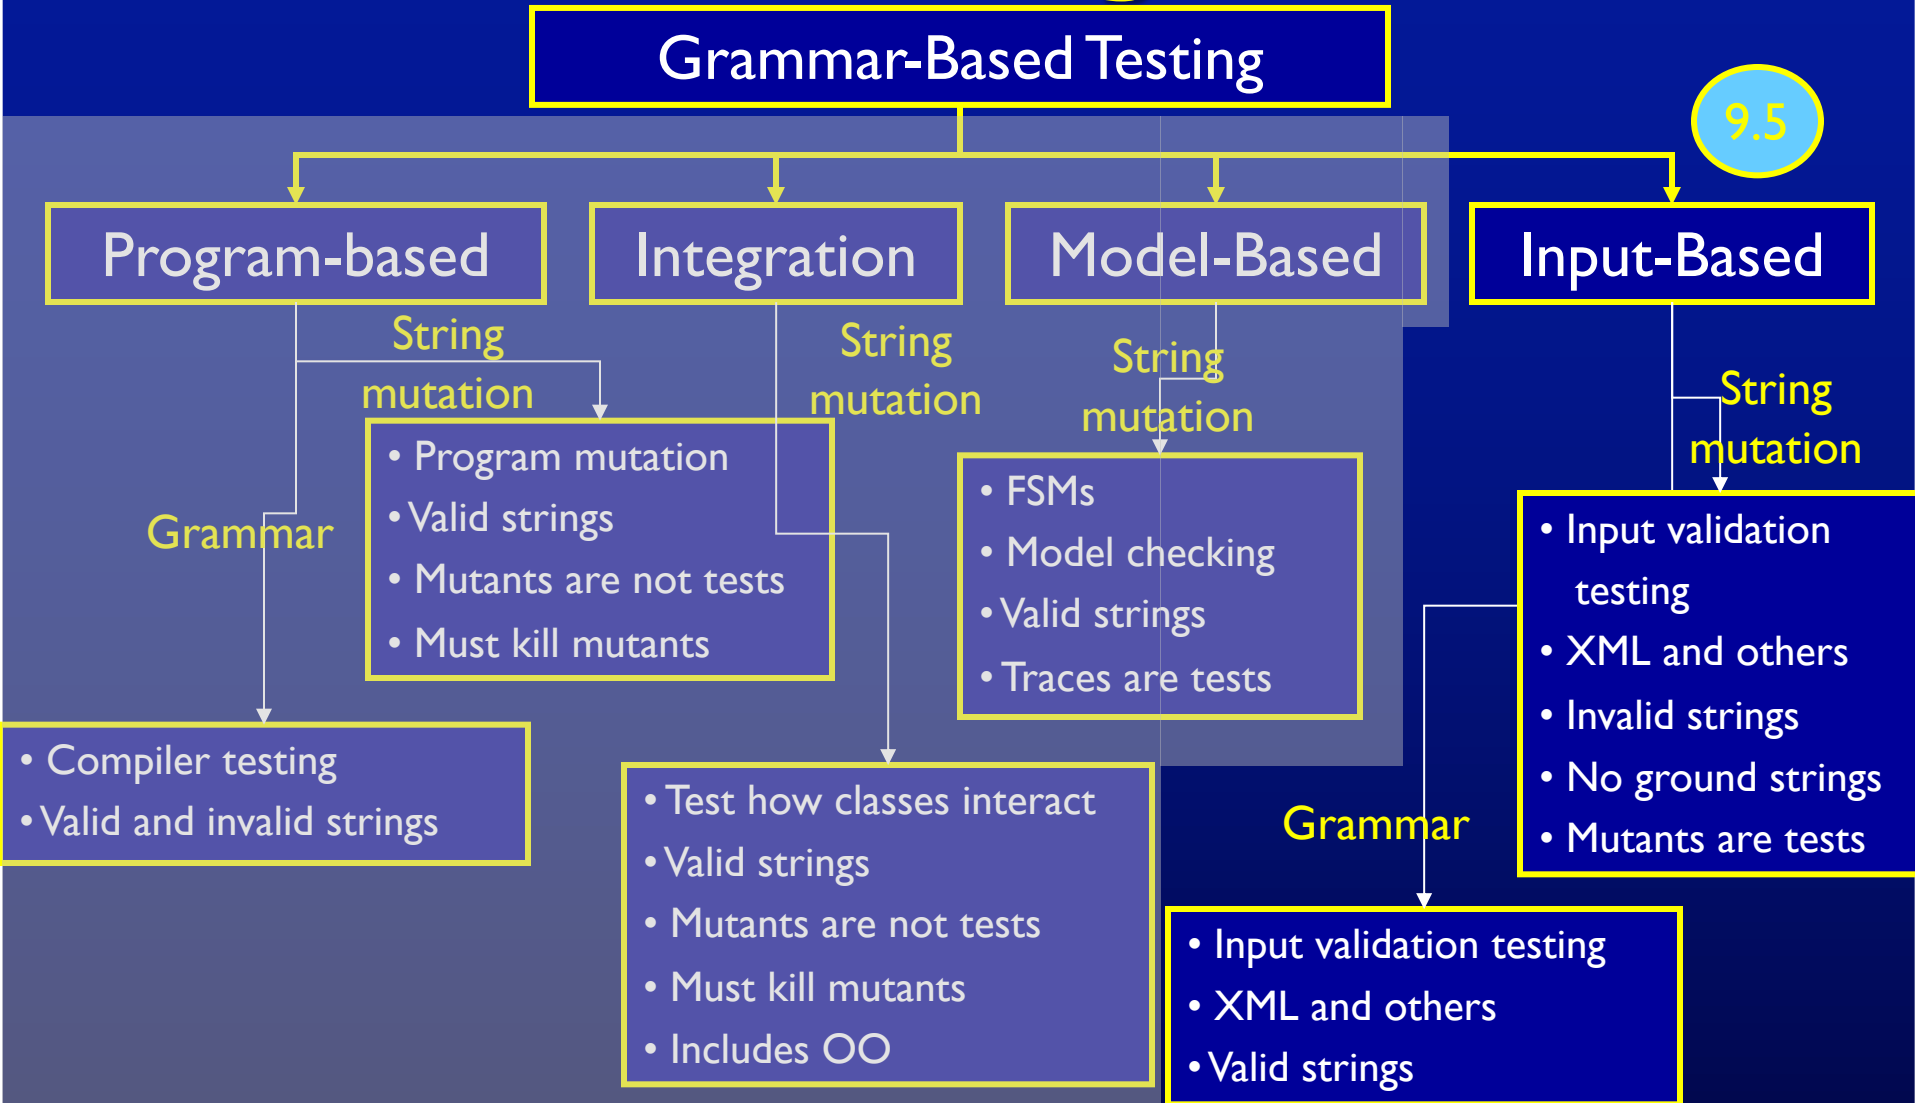 Grammar-Based Testing
9.5
Program-based
Integration
Model-Based
Input-Based
String
mutation
• Program mutation
• Valid strings
• Mutants are not tests
• Must kill mutants
Grammar
• Compiler testing
• Valid and invalid strings
String
mutation
• Test how classes interact
• Valid strings
• Mutants are not tests
• Must kill mutants
• Includes OO
String
mutation
• FSMs
• Model checking
• Valid strings
• Traces are tests
String
mutation
• Input validation
testing
• XML and others
• Invalid strings
• No ground strings
• Mutants are tests
Grammar
• Input validation testing
• XML and others
• Valid strings